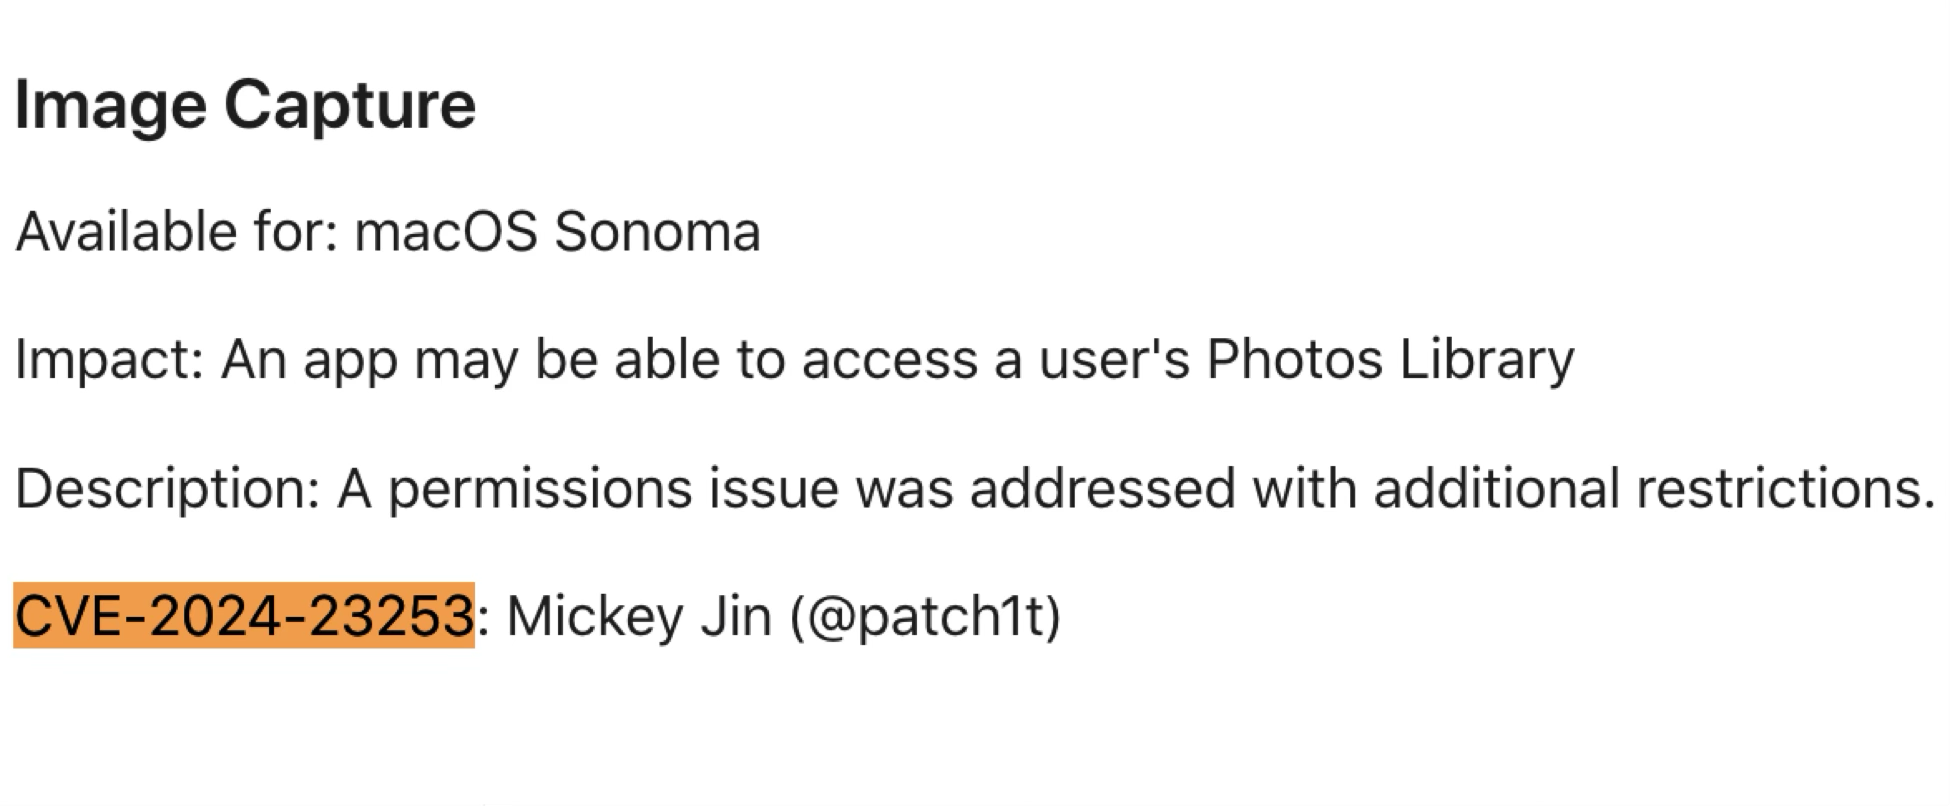 Image Capture
Available for: macOS Sonoma
Impact: An app may be able to access a user's Photos Library
Description: A permissions issue was addressed with additional restrictions.
CVE-2024-23253: Mickey Jin (@patch1t)